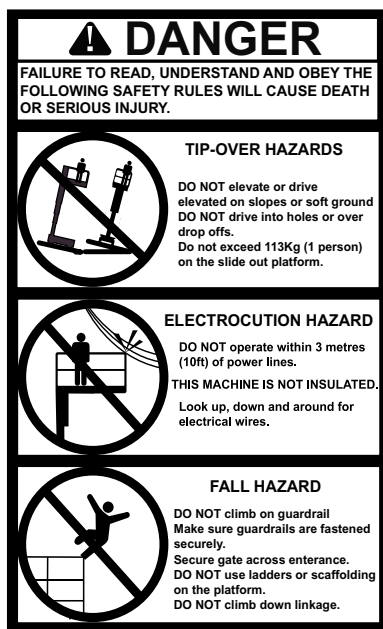 DANGER
FAILURE TO READ, UNDERSTAND AND OBEY THE
FOLLOWING SAFETY RULES WILL CAUSE DEATH
OR SERIOUS INJURY.
TIP-OVER HAZARDS
DO NOT elevate or drive
elevated on slopes or soft ground
DO NOT drive into holes or over
drop offs.
Do not exceed 113Kg (1 person)
on the slide out platform.
ELECTROCUTION HAZARD
DO NOT operate within 3 metres
(10ft) of power lines.
THIS MACHINE IS NOT INSULATED.
Look up, down and around for
electrical wires.
FALL HAZARD
DO NOT climb on guardrail
Make sure guardrails are fastened
securely.
Secure gate across enterance.
DO NOT use ladders or scaffolding
on the platform.
DO NOT climb down linkage.